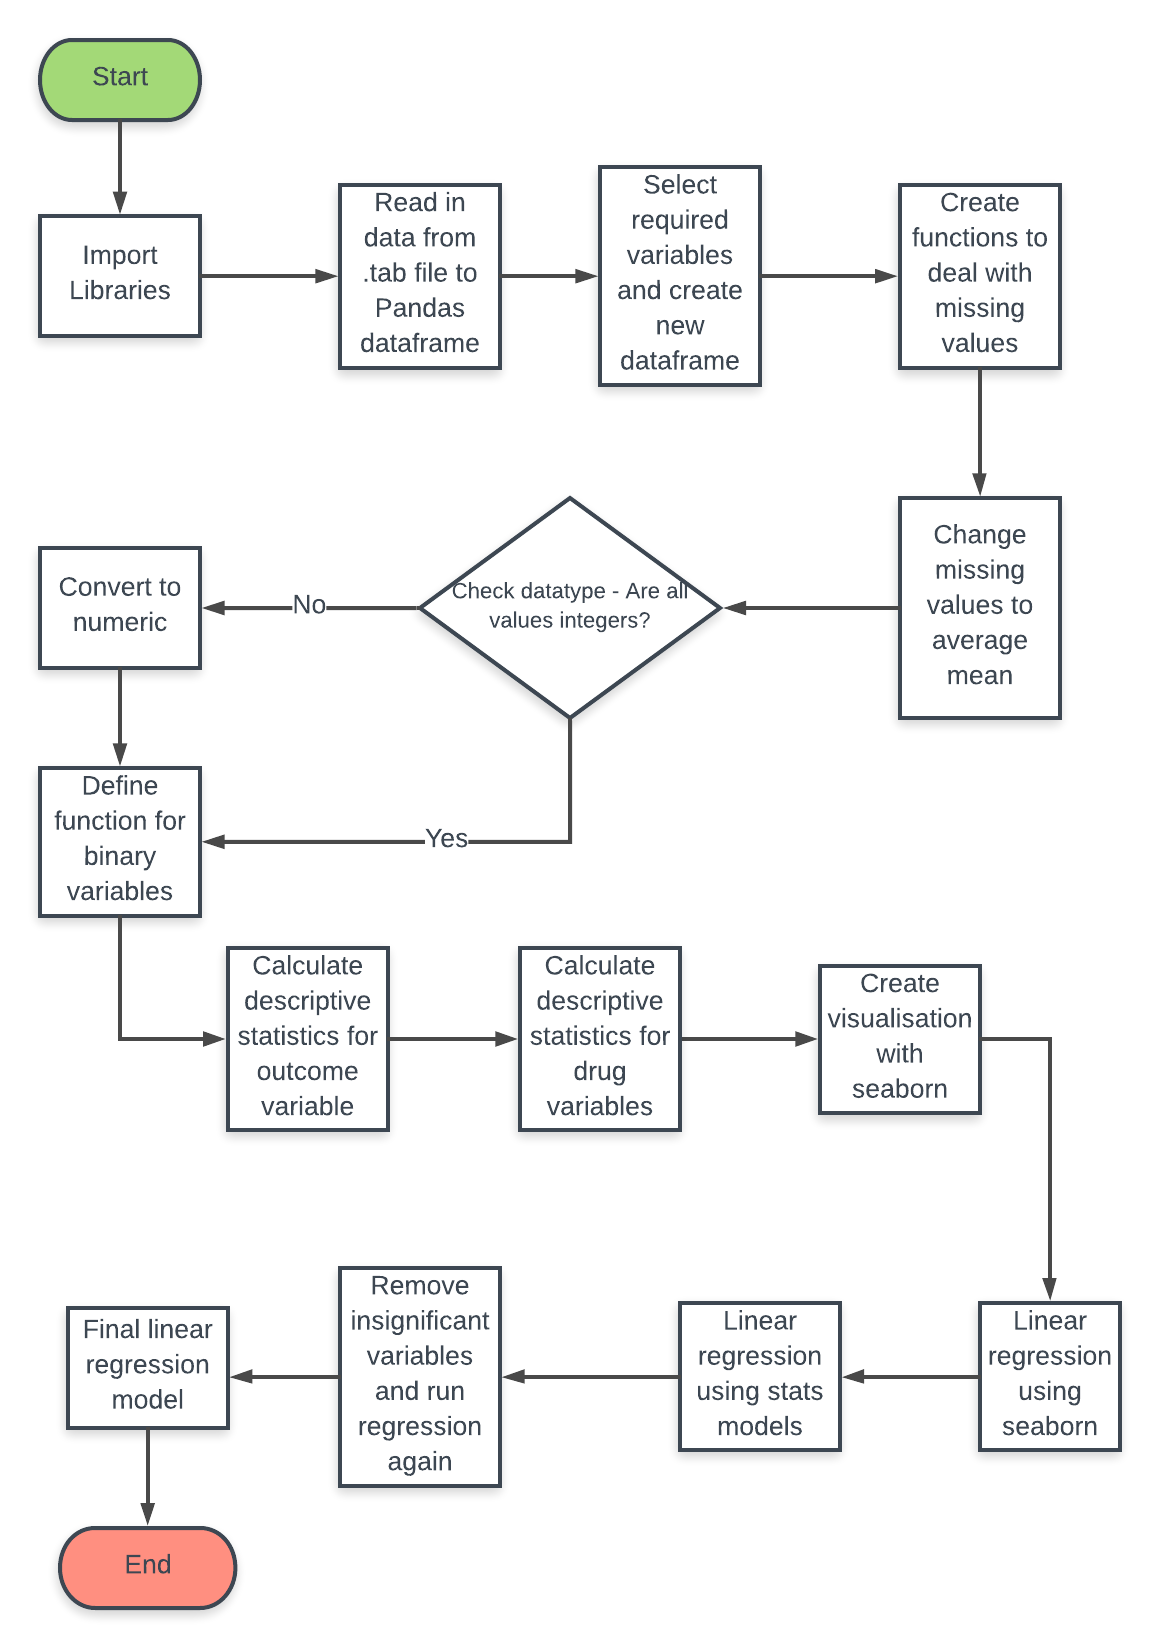 Start
Import
Libraries
Read in
data from
.tab file to
Pandas
dataframe
Select
required
variables
and create
new
dataframe
Create
functions to
deal with
missing
values
Change
missing
values to
average
mean
Check datatype - Are all
values integers?
No
Convert to
numeric
Yes
Define
function for
binary
variables
Calculate
descriptive
statistics for
outcome
variable
Calculate
descriptive
statistics for
drug
variables
Create
visualisation
with
seaborn
Linear
regression
using
seaborn
Linear
regression
using stats
models
Remove
insignificant
variables
and run
regression
again
Final linear
regression
model
End